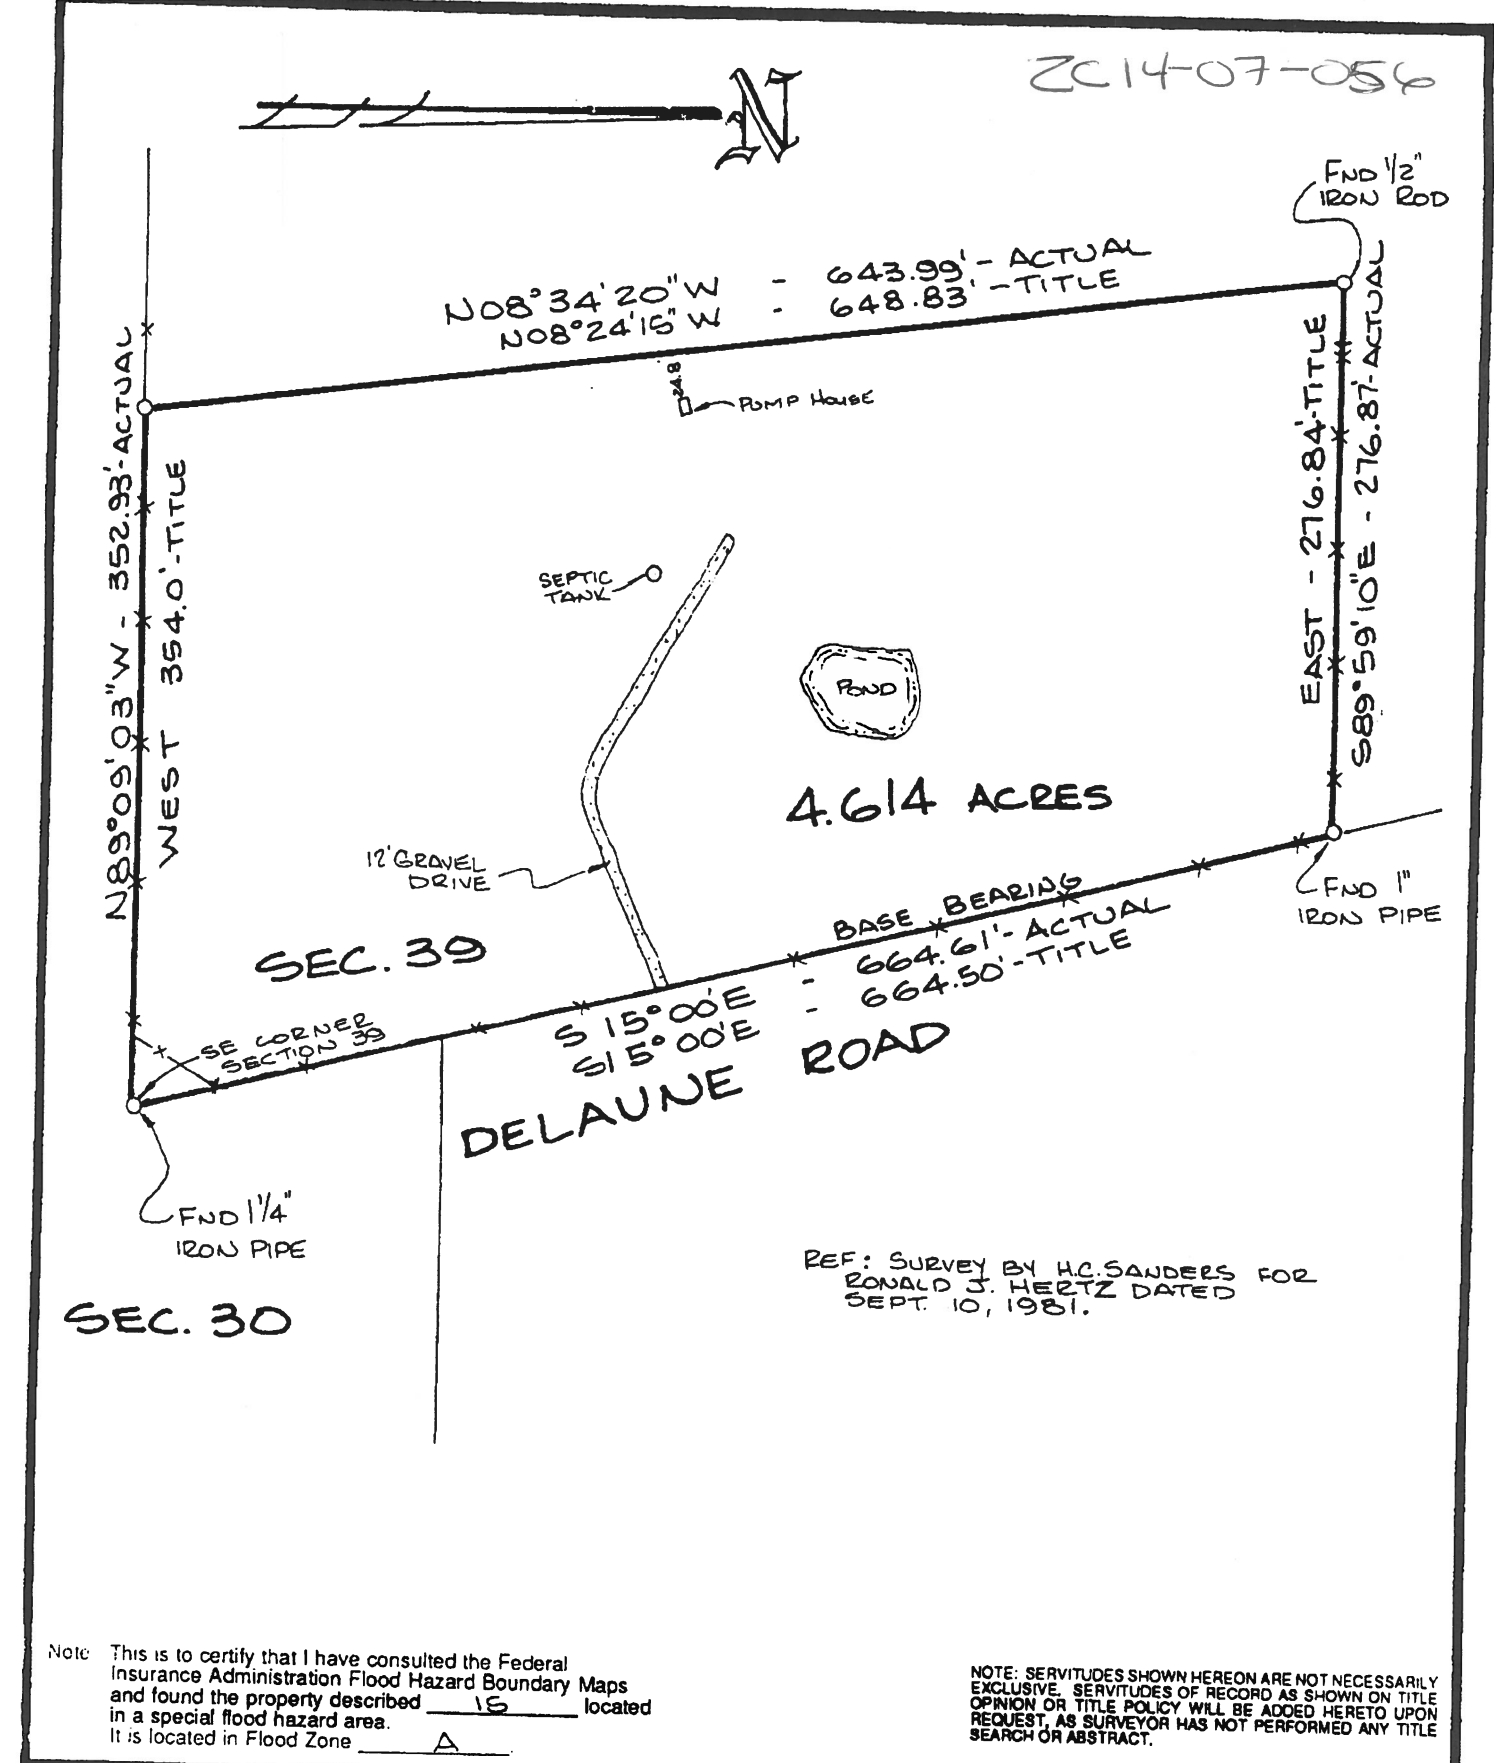 ZC14-07-056
N
FND 1/2"
IRON ROD
N08°34'20"W - 643.99'-ACTUAL
N08°24'15"W - 648.83'-TITLE
24.8
PUMP HOUSE
N89°09'03"W - 352.93'-ACTUAL
WEST 354.0'-TITLE
EAST - 276.84'-TITLE
S89°59'10"E - 276.87'-ACTUAL
SEPTIC
TANK
POND
4.614 ACRES
12' GRAVEL
DRIVE
FND 1"
IRON PIPE
BASE BEARING
SEC. 39
S 15°00'E - 664.61'-ACTUAL
S15°00'E - 664.50'-TITLE
SE CORNER
SECTION 39
DELAUNE ROAD
FND 1 1/4"
IRON PIPE
REF: SURVEY BY H.C. SANDERS FOR
RONALD J. HERTZ DATED
SEPT. 10, 1981.
SEC. 30
Note This is to certify that I have consulted the Federal
Insurance Administration Flood Hazard Boundary Maps
and found the property described IS located
in a special flood hazard area.
It is located in Flood Zone A
NOTE: SERVITUDES SHOWN HEREON ARE NOT NECESSARILY
EXCLUSIVE. SERVITUDES OF RECORD AS SHOWN ON TITLE
OPINION OR TITLE POLICY WILL BE ADDED HERETO UPON
REQUEST, AS SURVEYOR HAS NOT PERFORMED ANY TITLE
SEARCH OR ABSTRACT.